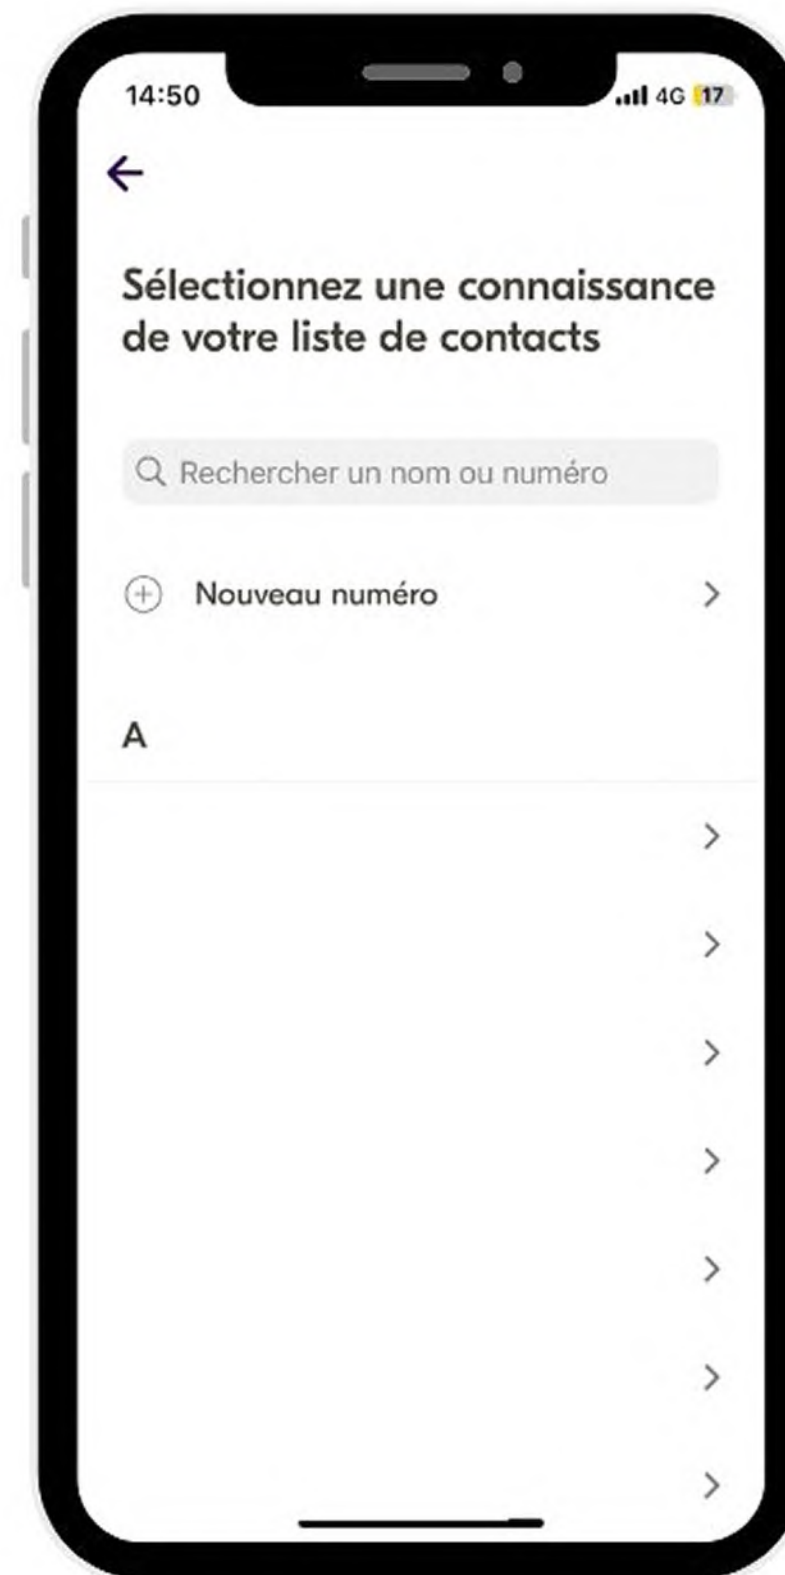 14:50 4G 17
Sélectionnez une connaissance
de votre liste de contacts
Rechercher un nom ou numéro
Nouveau numéro
A